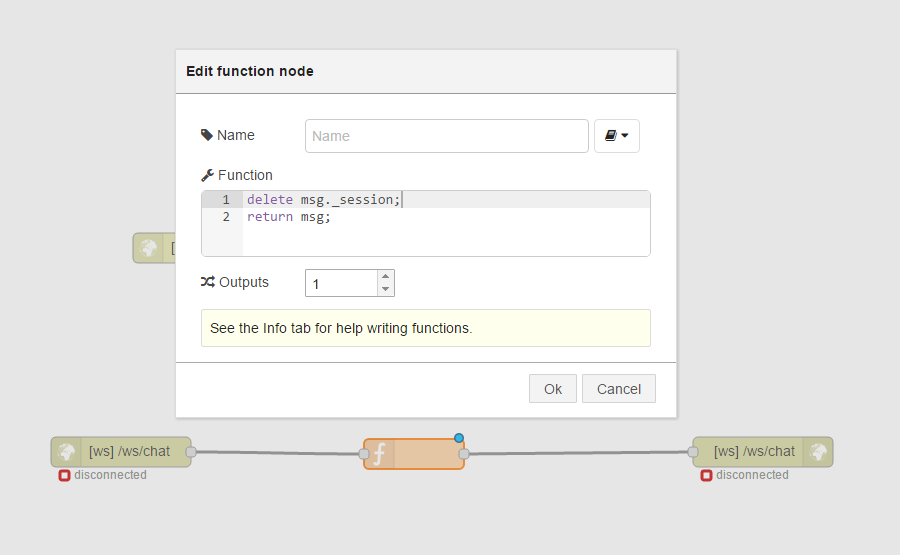 Edit function node
Name
Name
Function
1 delete msg._session;
2 return msg;
[
Outputs
1
See the Info tab for help writing functions.
Ok
Cancel
[ws] /ws/chat
f
[ws] /ws/chat
disconnected
disconnected